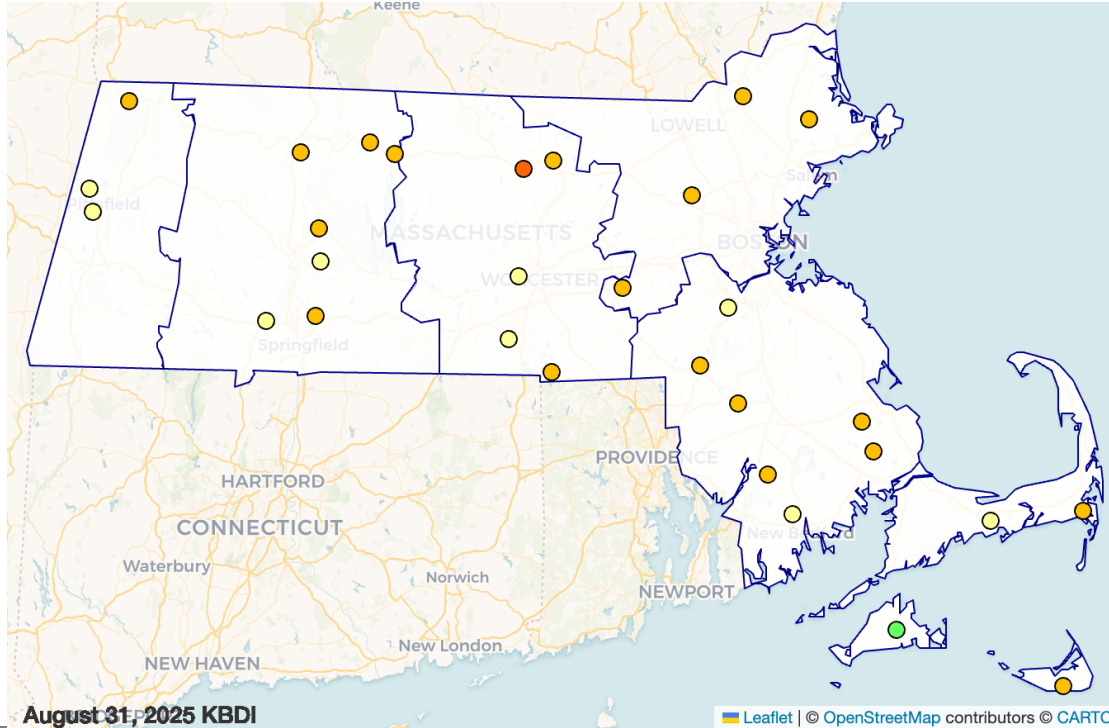 Keene
LOWELL
Salem
Pittsfield
MASSACHUSETTS
BOSTON
WORCESTER
Springfield
PROVIDENCE
HARTFORD
CONNECTICUT
New Bedford
Waterbury
Norwich
NEWPORT
New London
NEW HAVEN
August 31, 2025 KBDI
Leaflet | © OpenStreetMap contributors © CARTO